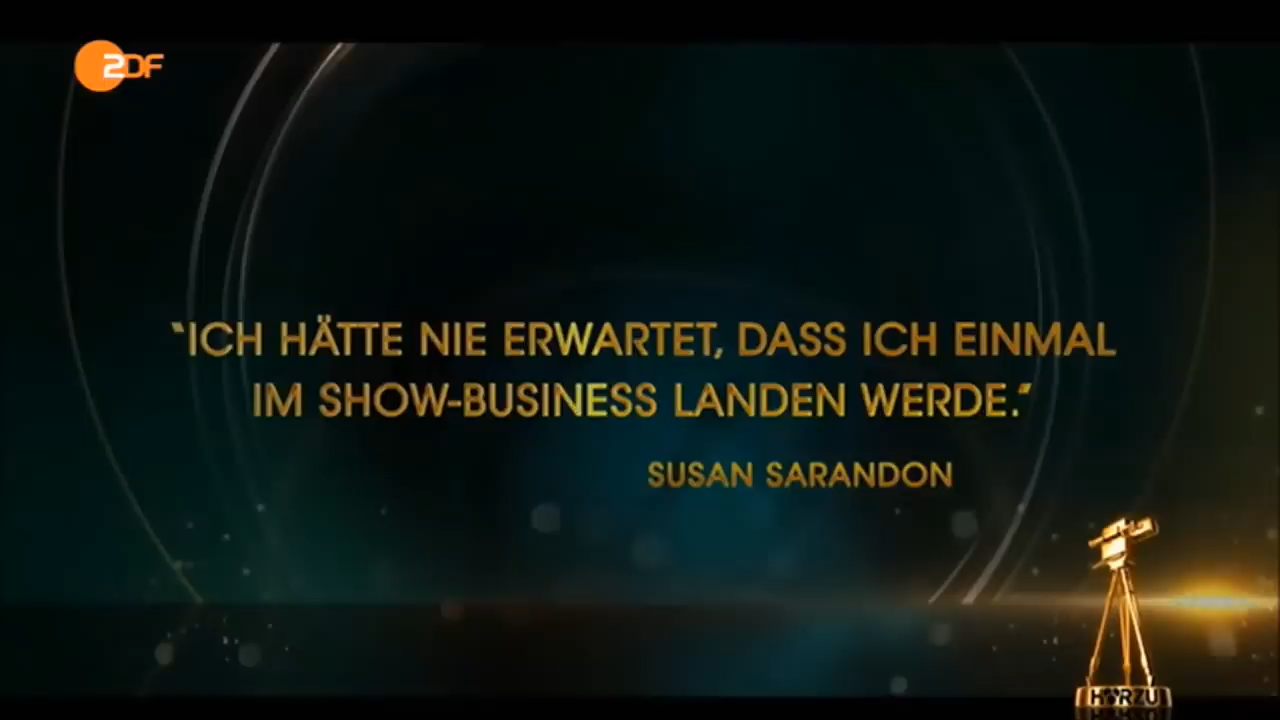 ZDF
"ICH HÄTTE NIE ERWARTET, DASS ICH EINMAL
IM SHOW-BUSINESS LANDEN WERDE."
SUSAN SARANDON
HÖRZU